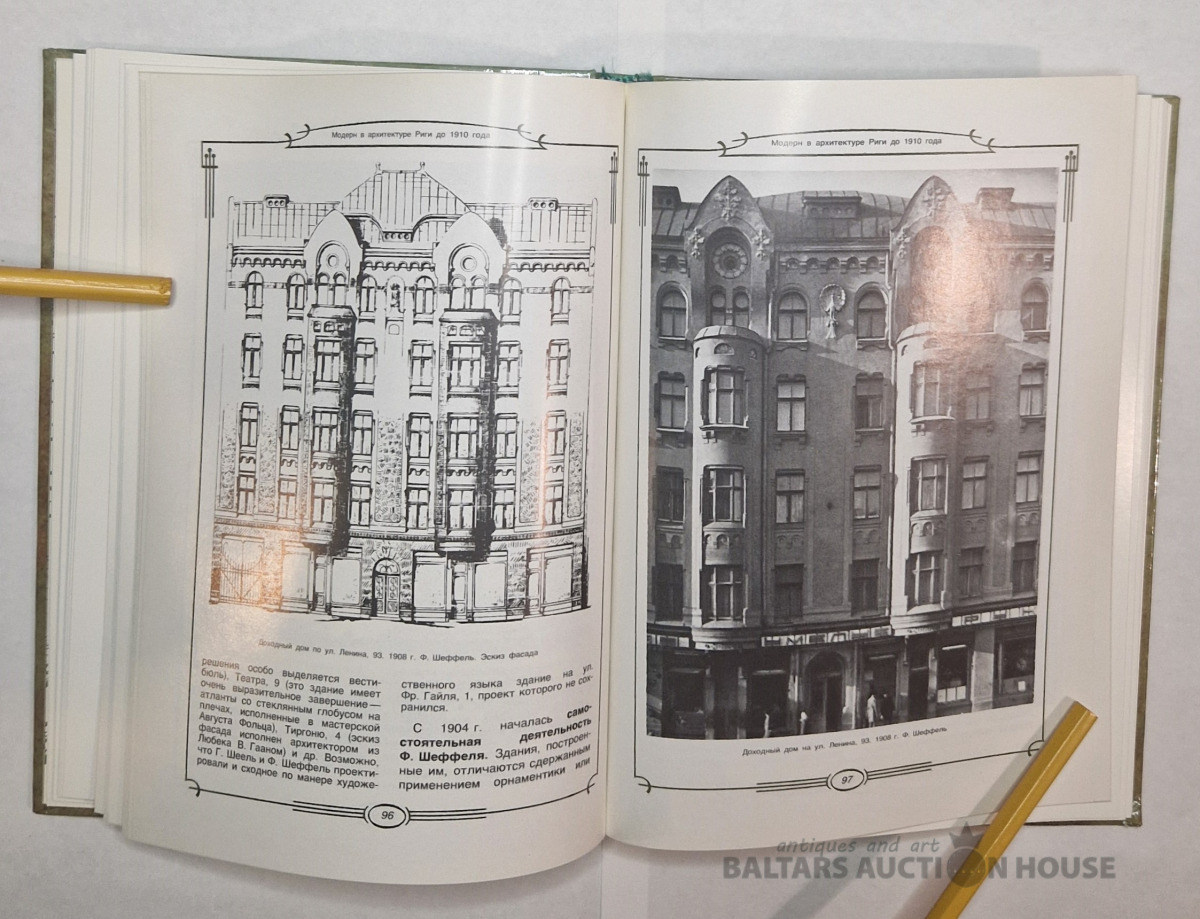 Модерн в архитектуре Риги до 1910 года
Доходный дом по ул. Ленина, 93. 1908 г. Ф. Шеффель. Эскиз фасада
решения особо выделяется вести-
бюль), Театра, 9 (это здание имеет
очень выразительное завершение —
атланты со стеклянным глобусом на
плечах, исполненные в мастерской
Августа Фольца), Тиргоню, 4 (эскиз
фасада исполнен архитектором из
Любека В. Гааном) и др. Возможно,
что Г. Шеель и Ф. Шеффель проекти-
ровали и сходное по манере художе-
ственного языка здание на ул.
Фр. Гайля, 1, проект которого не сох-
ранился.
С 1904 г. началась само-
стоятельная деятельность
Ф. Шеффеля. Здания, построен-
ные им, отличаются сдержанным
применением орнаментики или
96
Модерн в архитектуре Риги до 1910 года
Доходный дом на ул. Ленина, 93. 1908 г. Ф. Шеффель
97
antiques and art
BALTARS AUCTION HOUSE